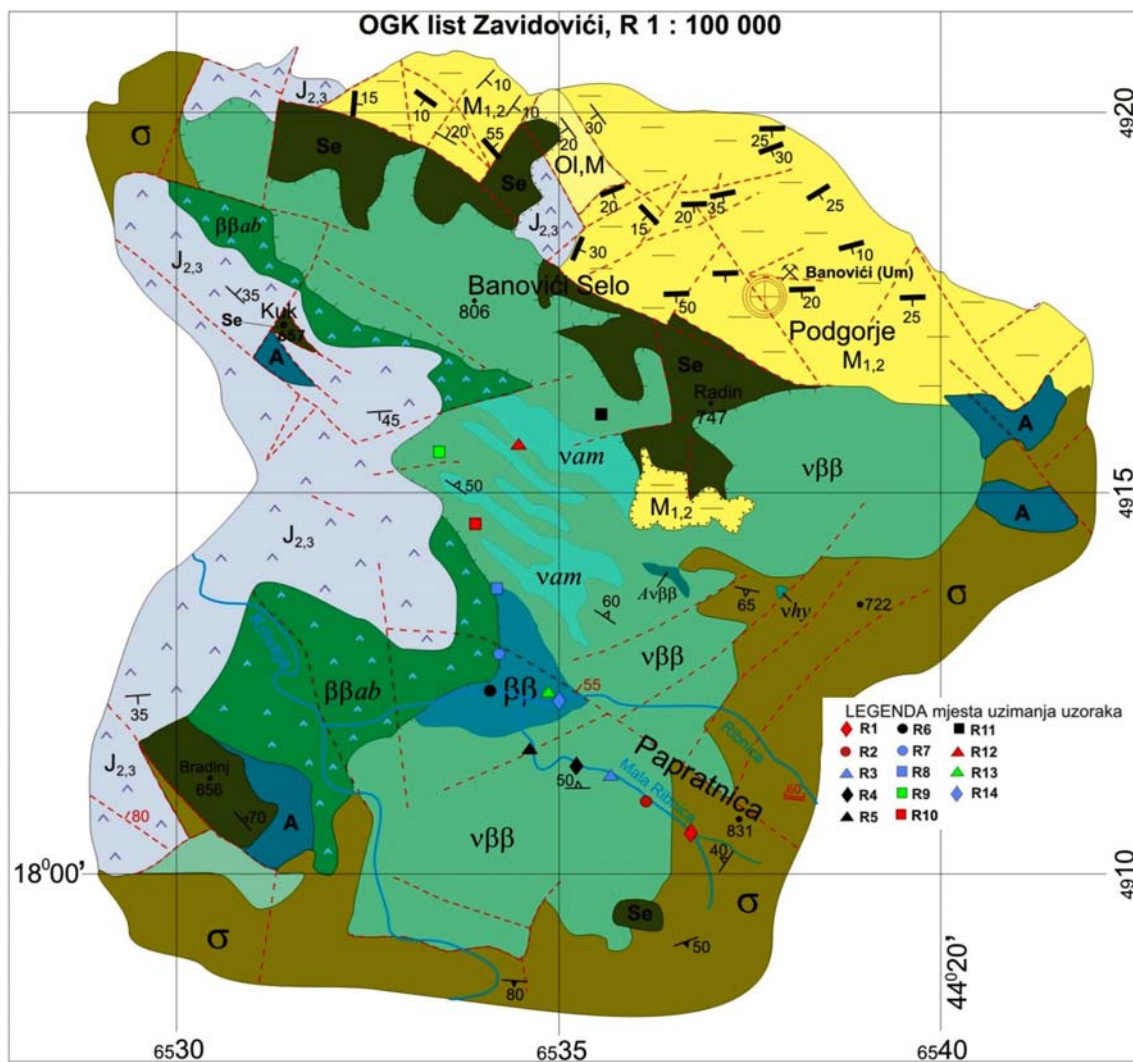 OGK list Zavidovići, R 1 : 100 000
J2,3
15
10
M1,2
10
10
20
55
30
20
Ol,M
4920
σ
Se
Se
25
30
J2,3
20
15
20
35
25
ββab
30
10
J2,3
35
Banovići Selo
806
Banovići (Um)
50
20
25
Kuk
Se
657
A
Podgorje
M1,2
Se
Radin
747
45
A
νam
νββ
50
M1,2
4915
A
J2,3
νam
Aνββ
60
65
νhy
722
σ
Krivaja
νββ
ββab
ββ
55
35
LEGENDA mjesta uzimanja uzoraka
R1 R6 R11
R2 R7 R12
R3 R8 R13
R4 R9 R14
R5 R10
Ribnica
Papratnica
Mala Ribnica
60
J2,3
Bradinj
656
50
80
70
A
831
νββ
40
18°00'
4910
Se
σ
σ
50
80
44°20'
6530
6535
6540